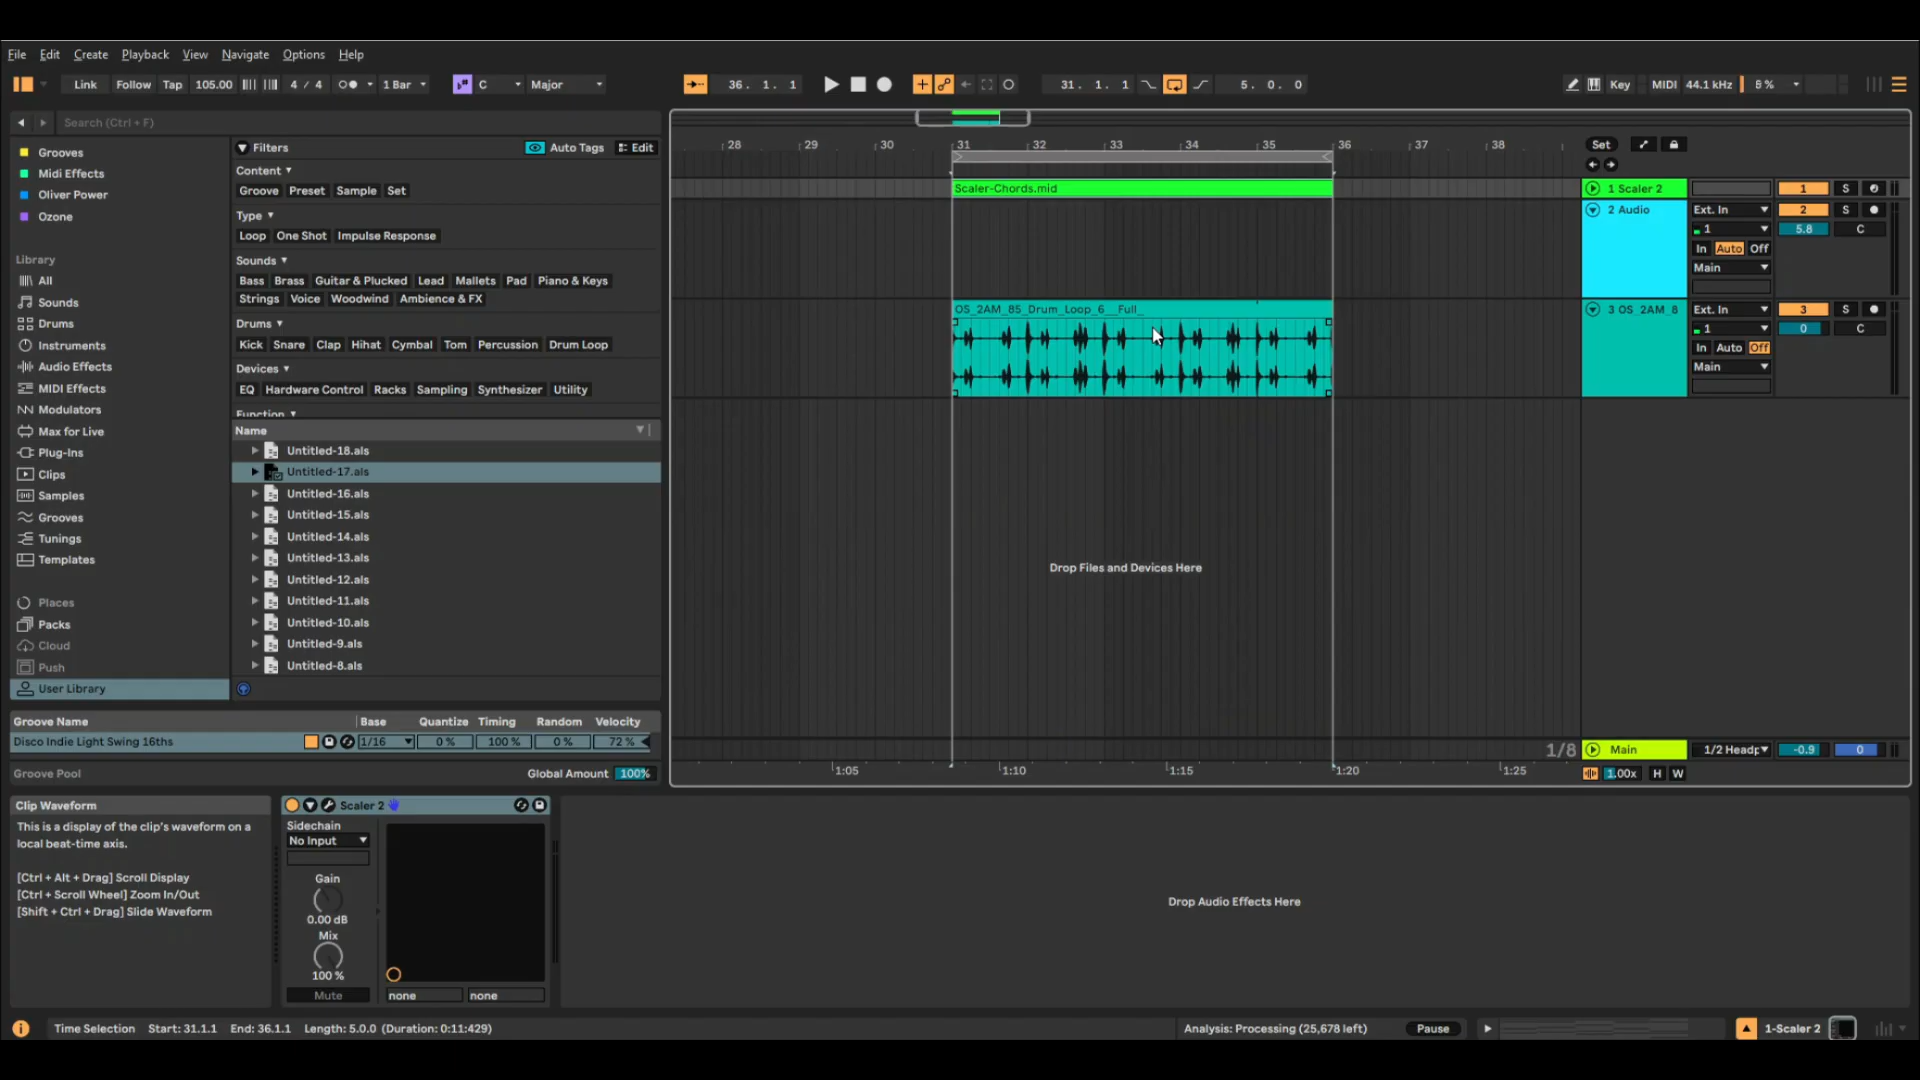 File Edit Create Playback View Navigate Options Help
Link Follow Tap 105.00 4 / 4 1 Bar C Major 36. 1. 1 31. 1. 1 5. 0. 0 Key MIDI 44.1 kHz 8 %
Search (Ctrl + F)
Grooves
Midi Effects
Oliver Power
Ozone
Library
All
Sounds
Drums
Instruments
Audio Effects
MIDI Effects
Modulators
Max for Live
Plug-Ins
Clips
Samples
Grooves
Tunings
Templates
Places
Packs
Cloud
Push
User Library
Filters Auto Tags Edit
Content
Groove Preset Sample Set
Type
Loop One Shot Impulse Response
Sounds
Bass Brass Guitar & Plucked Lead Mallets Pad Piano & Keys
Strings Voice Woodwind Ambience & FX
Drums
Kick Snare Clap Hihat Cymbal Tom Percussion Drum Loop
Devices
EQ Hardware Control Racks Sampling Synthesizer Utility
Function
Name
Untitled-18.als
Untitled-17.als
Untitled-16.als
Untitled-15.als
Untitled-14.als
Untitled-13.als
Untitled-12.als
Untitled-11.als
Untitled-10.als
Untitled-9.als
Untitled-8.als
Groove Name Base Quantize Timing Random Velocity
Disco Indie Light Swing 16ths 1/16 0 % 100 % 0 % 72 %
Groove Pool Global Amount 100%
28 29 30 31 32 33 34 35 36 37 38
Set
Scaler-Chords.mid
1 Scaler 2 1 S
2 Audio Ext. In 2 S
1 5.8 C
In Auto Off
Main
OS_2AM_85_Drum_Loop_6__Full_
3 OS_2AM_8 Ext. In 3 S
1 0 C
In Auto Off
Main
Drop Files and Devices Here
1/8 Main 1/2 Headp -0.9 0
1:05 1:10 1:15 1:20 1:25
1.00x H W
Clip Waveform
This is a display of the clip's waveform on a
local beat-time axis.
[Ctrl + Alt + Drag] Scroll Display
[Ctrl + Scroll Wheel] Zoom In/Out
[Shift + Ctrl + Drag] Slide Waveform
Scaler 2
Sidechain
No Input
Gain
0.00 dB
Mix
100 %
Mute
none none
Drop Audio Effects Here
Time Selection Start: 31.1.1 End: 36.1.1 Length: 5.0.0 (Duration: 0:11:429)
Analysis: Processing (25,678 left) Pause 1-Scaler 2